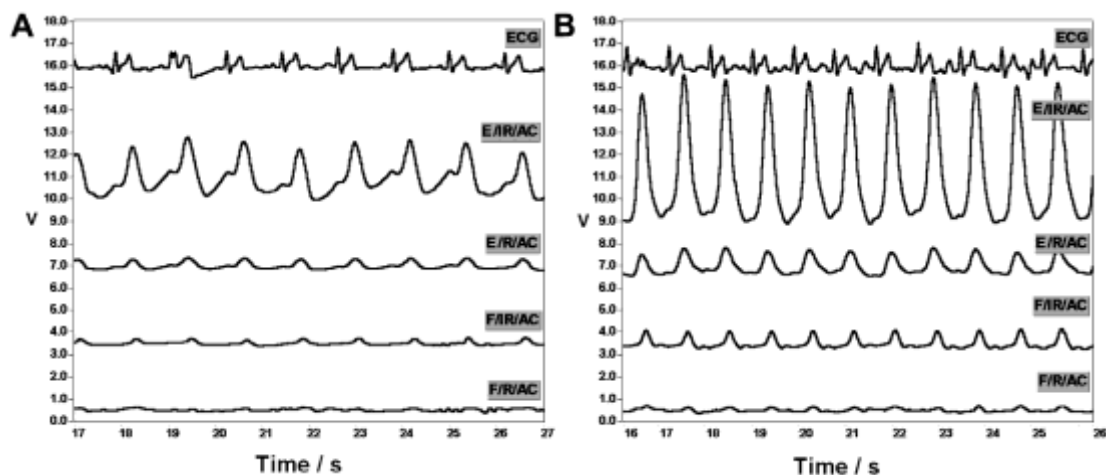 A
18.0
17.0
16.0
15.0
14.0
13.0
12.0
11.0
10.0
9.0
8.0
7.0
6.0
5.0
4.0
3.0
2.0
1.0
0.0
V
ECG
E/IR/AC
E/R/AC
F/IR/AC
F/R/AC
17 18 19 20 21 22 23 24 25 26 27
Time / s
B
18.0
17.0
16.0
15.0
14.0
13.0
12.0
11.0
10.0
9.0
8.0
7.0
6.0
5.0
4.0
3.0
2.0
1.0
0.0
V
ECG
E/IR/AC
E/R/AC
F/IR/AC
F/R/AC
16 17 18 19 20 21 22 23 24 25 26
Time / s